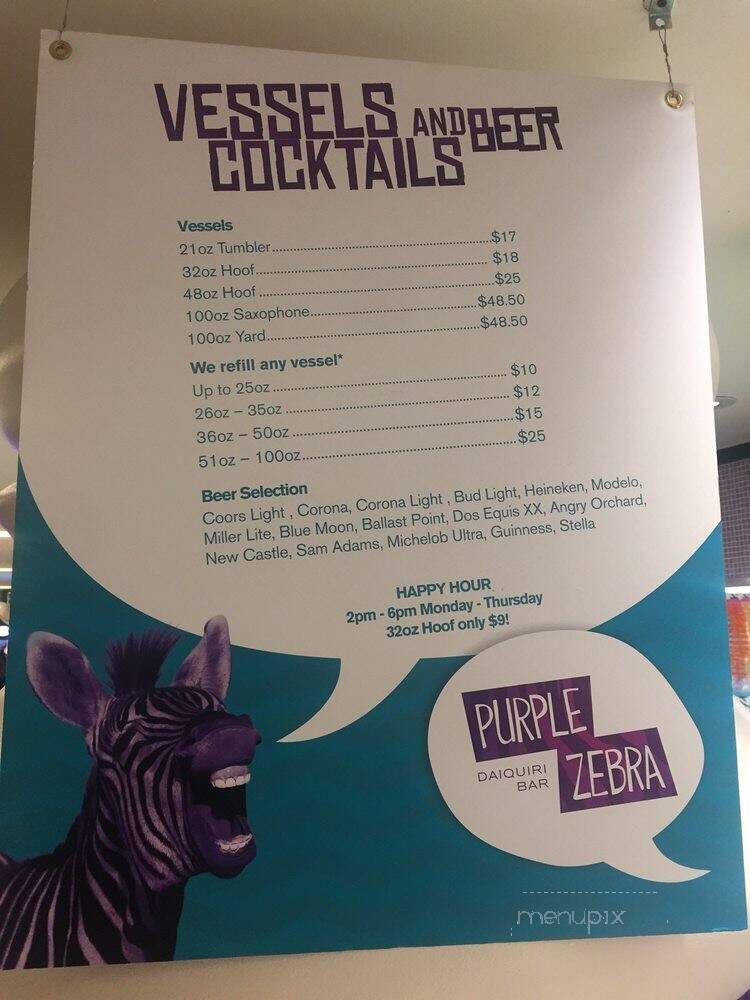 VESSELS AND BEER
COCKTAILS
Vessels
21oz Tumbler..................................................$17
32oz Hoof..................................................... $18
48oz Hoof .....................................................$25
100oz Saxophone.....................................$48.50
100oz Yard...............................................$48.50
We refill any vessel*
Up to 25oz .................................................... $10
26oz – 35oz .................................................. $12
36oz – 50oz ..................................................$15
51oz – 100oz.................................................$25
Beer Selection
Coors Light , Corona, Corona Light , Bud Light, Heineken, Modelo,
Miller Lite, Blue Moon, Ballast Point, Dos Equis XX, Angry Orchard,
New Castle, Sam Adams, Michelob Ultra, Guinness, Stella
HAPPY HOUR
2pm - 6pm Monday - Thursday
32oz Hoof only $9!
PURPLE
DAIQUIRI
BAR
ZEBRA
menupix